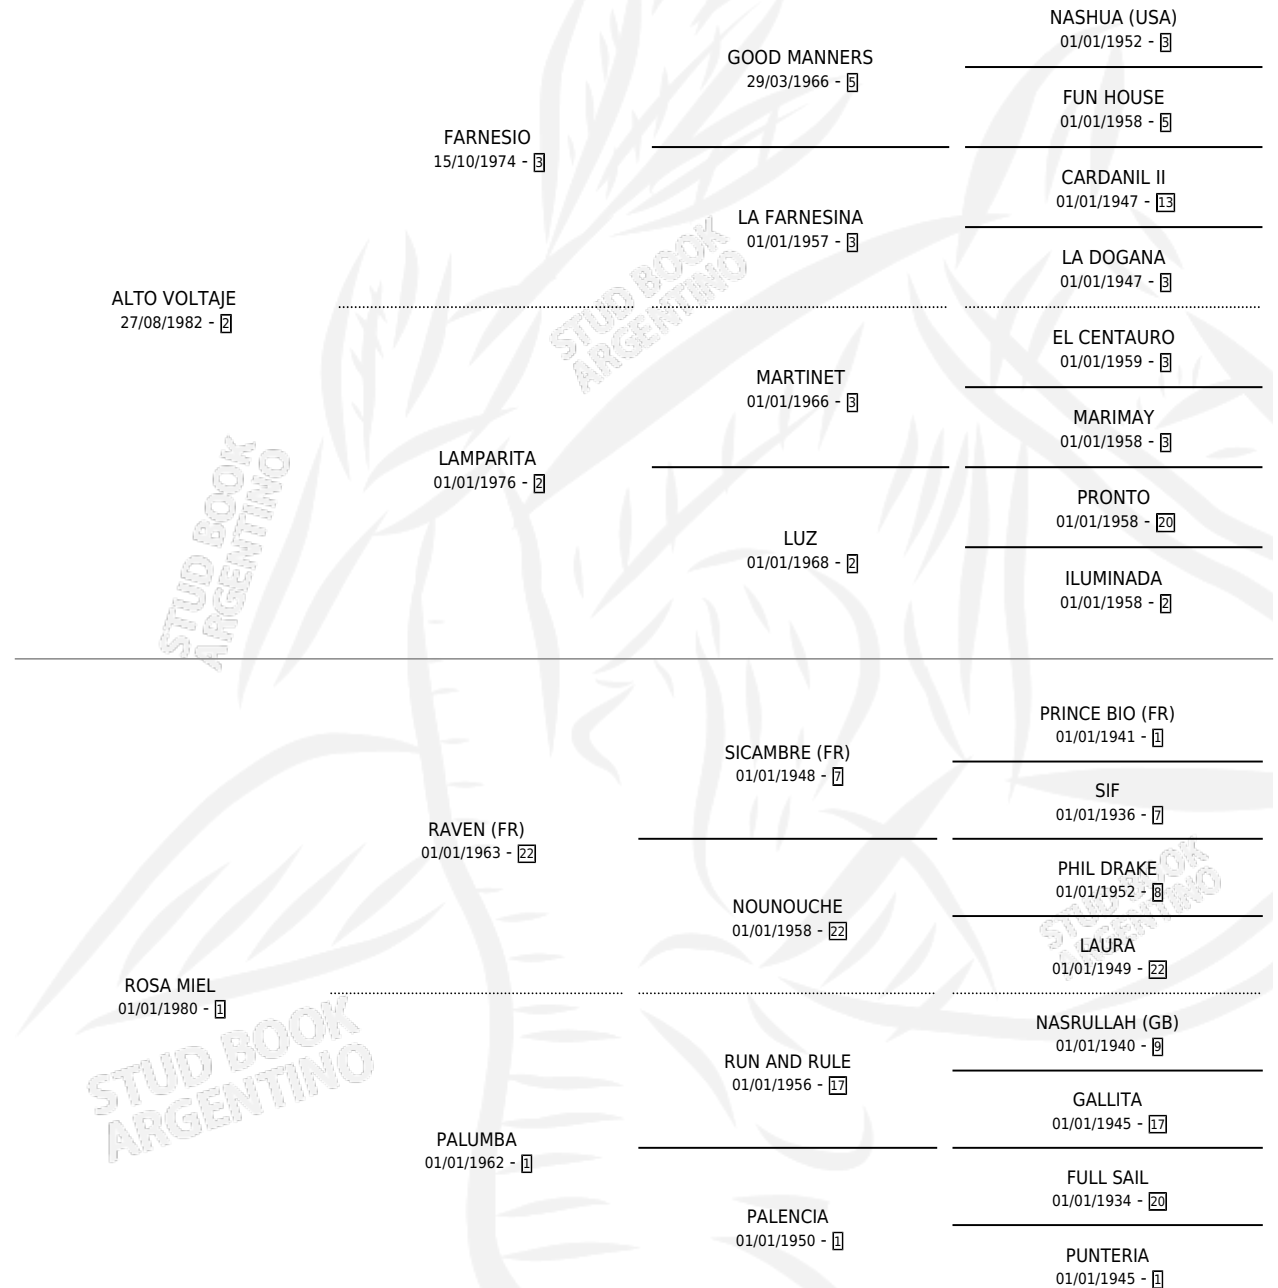 NASHUA (USA)
01/01/1952 - 3
GOOD MANNERS
29/03/1966 - 5
FUN HOUSE
01/01/1958 - 5
FARNESIO
15/10/1974 - 3
CARDANIL II
01/01/1947 - 13
LA FARNESINA
01/01/1957 - 3
LA DOGANA
01/01/1947 - 3
ALTO VOLTAJE
27/08/1982 - 2
EL CENTAURO
01/01/1959 - 3
MARTINET
01/01/1966 - 3
MARIMAY
01/01/1958 - 3
LAMPARITA
01/01/1976 - 2
PRONTO
01/01/1958 - 20
LUZ
01/01/1968 - 2
ILUMINADA
01/01/1958 - 2
PRINCE BIO (FR)
01/01/1941 - 1
SICAMBRE (FR)
01/01/1948 - 7
SIF
01/01/1936 - 7
RAVEN (FR)
01/01/1963 - 22
PHIL DRAKE
01/01/1952 - 8
NOUNOUCHE
01/01/1958 - 22
LAURA
01/01/1949 - 22
ROSA MIEL
01/01/1980 - 1
NASRULLAH (GB)
01/01/1940 - 9
RUN AND RULE
01/01/1956 - 17
GALLITA
01/01/1945 - 17
PALUMBA
01/01/1962 - 1
FULL SAIL
01/01/1934 - 20
PALENCIA
01/01/1950 - 1
PUNTERIA
01/01/1945 - 1
STUD BOOK
ARGENTINO
STUD BOOK
ARGENTINO
STUD BOOK
ARGENTINO
STUD BOOK
ARGENTINO